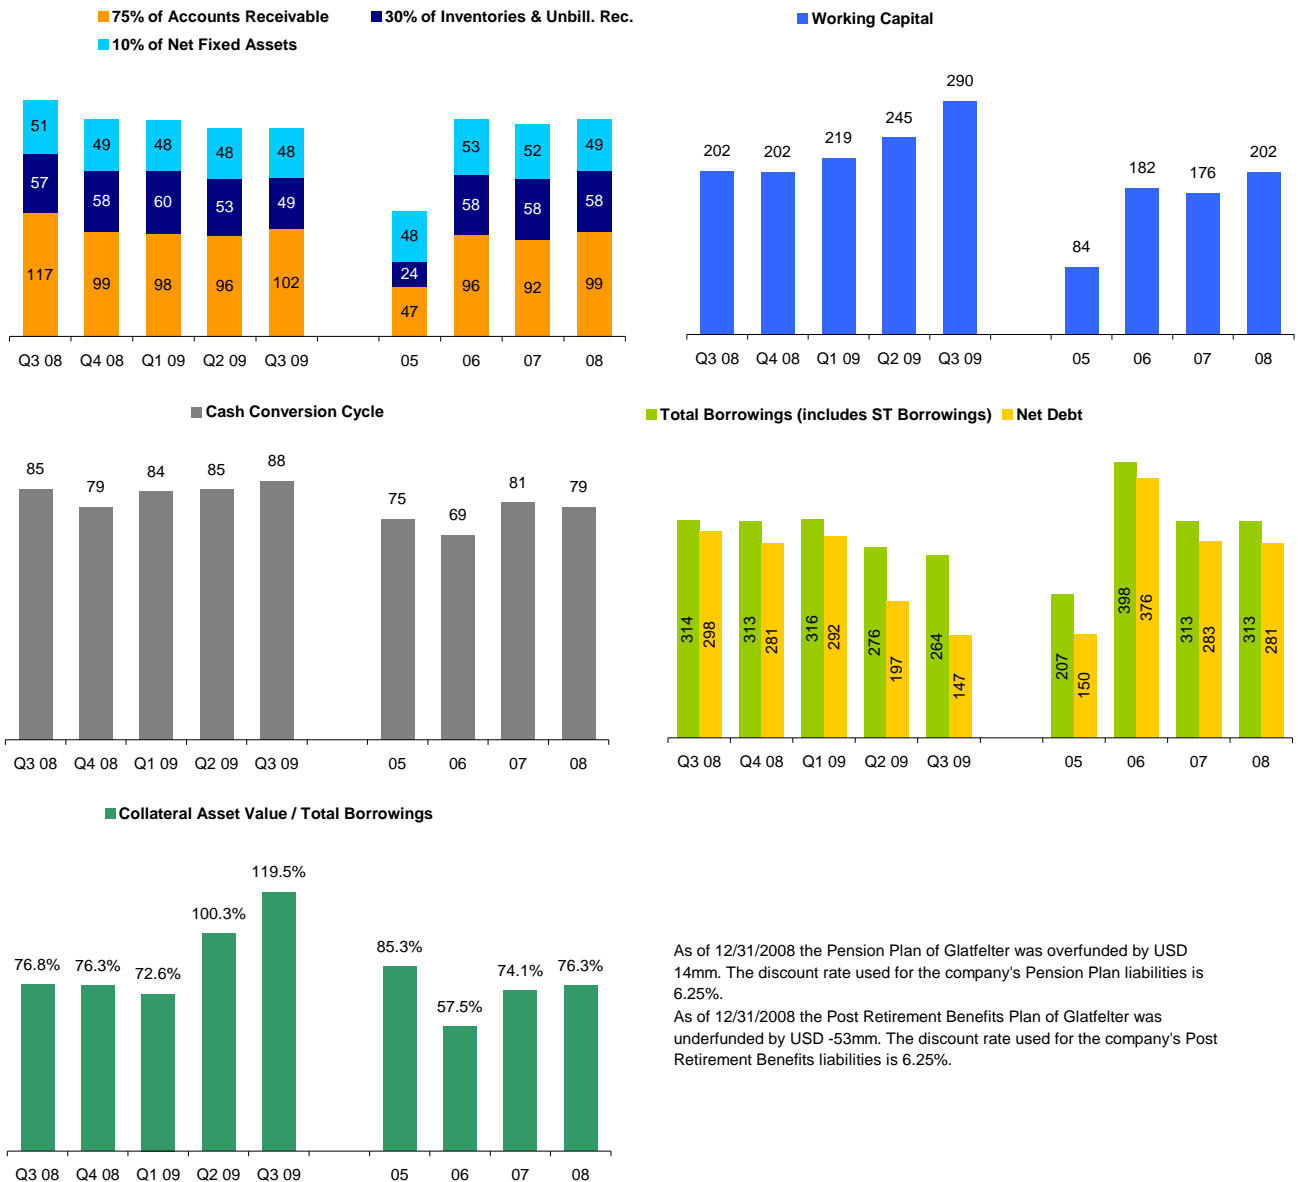 75% of Accounts Receivable
30% of Inventories & Unbill. Rec.
10% of Net Fixed Assets
51 49 48 48 48 53 52 49
57 58 60 53 49 48 58 58 58
117 99 98 96 102 24 96 92 99
47
Q3 08 Q4 08 Q1 09 Q2 09 Q3 09 05 06 07 08
Working Capital
202 202 219 245 290 84 182 176 202
Q3 08 Q4 08 Q1 09 Q2 09 Q3 09 05 06 07 08
Cash Conversion Cycle
85 79 84 85 88 75 69 81 79
Q3 08 Q4 08 Q1 09 Q2 09 Q3 09 05 06 07 08
Total Borrowings (includes ST Borrowings) Net Debt
314 298 313 281 316 292 276 197 264 147 207 150 398 376 313 283 313 281
Q3 08 Q4 08 Q1 09 Q2 09 Q3 09 05 06 07 08
Collateral Asset Value / Total Borrowings
76.8% 76.3% 72.6% 100.3% 119.5% 85.3% 57.5% 74.1% 76.3%
Q3 08 Q4 08 Q1 09 Q2 09 Q3 09 05 06 07 08
As of 12/31/2008 the Pension Plan of Glatfelter was overfunded by USD
14mm. The discount rate used for the company's Pension Plan liabilities is
6.25%.
As of 12/31/2008 the Post Retirement Benefits Plan of Glatfelter was
underfunded by USD -53mm. The discount rate used for the company's Post
Retirement Benefits liabilities is 6.25%.